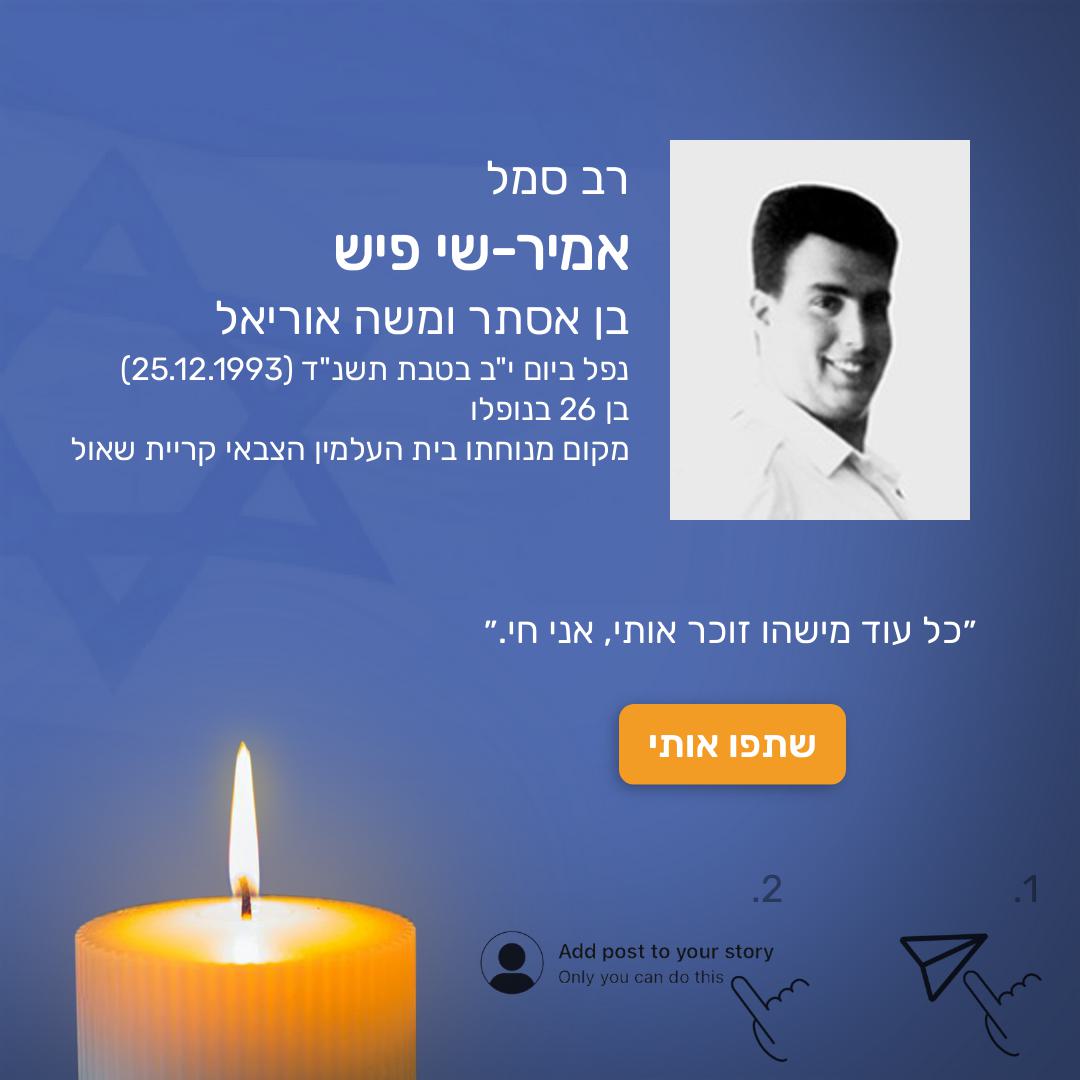 רב סמל
אמיר-שי פיש
בן אסתר ומשה אוריאל
נפל ביום י"ב בטבת תשנ"ד (25.12.1993)
בן 26 בנופלו
מקום מנוחתו בית העלמין הצבאי קריית שאול
״כל עוד מישהו זוכר אותי, אני חי.״
שתפו אותי
.1
.2
Add post to your story
Only you can do this